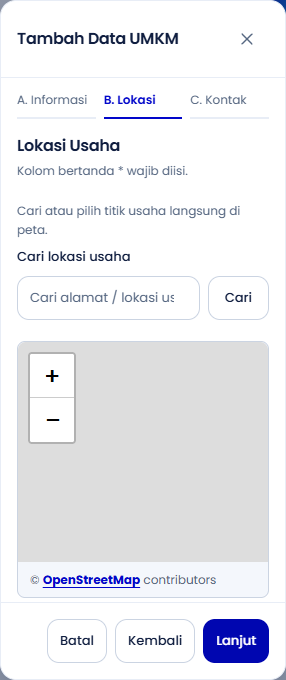 Tambah Data UMKM
A. Informasi
B. Lokasi
C. Kontak
Lokasi Usaha
Kolom bertanda * wajib diisi.
Cari atau pilih titik usaha langsung di
peta.
Cari lokasi usaha
Cari alamat / lokasi us
Cari
+
−
© OpenStreetMap contributors
Batal
Kembali
Lanjut